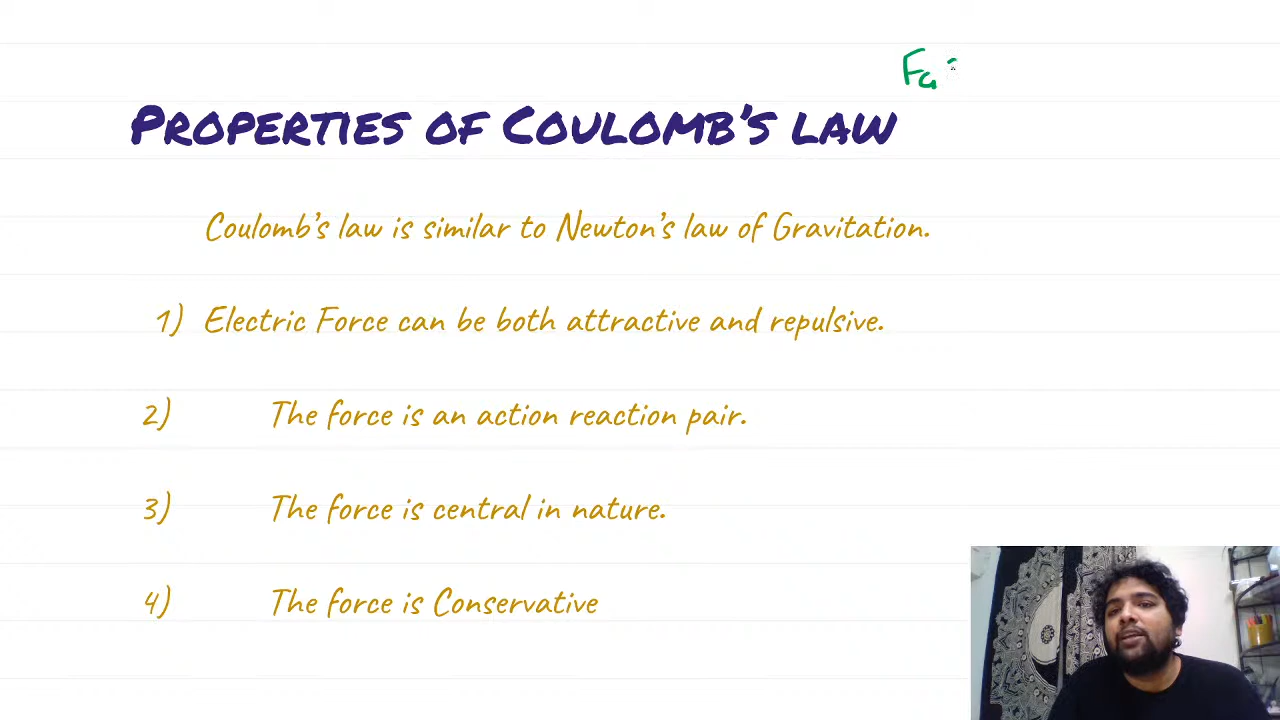 F_G =
Properties of Coulomb's law
Coulomb's law is similar to Newton's law of Gravitation.
1) Electric Force can be both attractive and repulsive.
2) The force is an action reaction pair.
3) The force is central in nature.
4) The force is Conservative